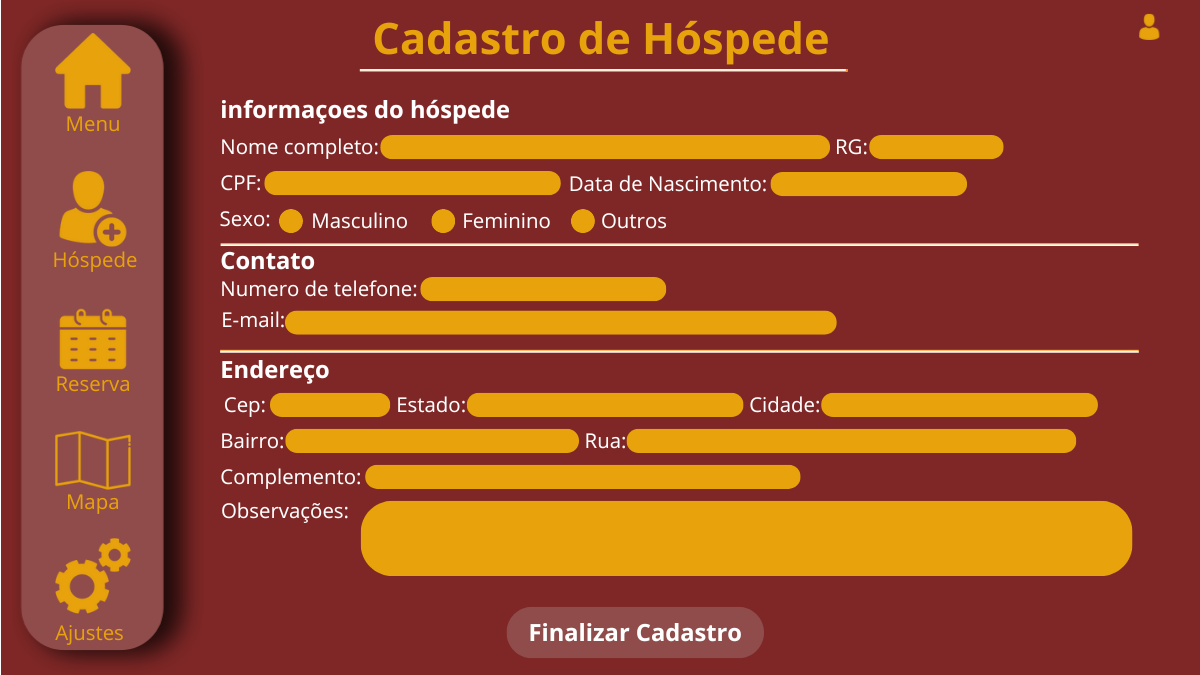 Cadastro de Hóspede
Menu
Hóspede
Reserva
Mapa
Ajustes
informaçoes do hóspede
Nome completo: RG:
CPF: Data de Nascimento:
Sexo: Masculino Feminino Outros
Contato
Numero de telefone:
E-mail:
Endereço
Cep: Estado: Cidade:
Bairro: Rua:
Complemento:
Observações:
Finalizar Cadastro